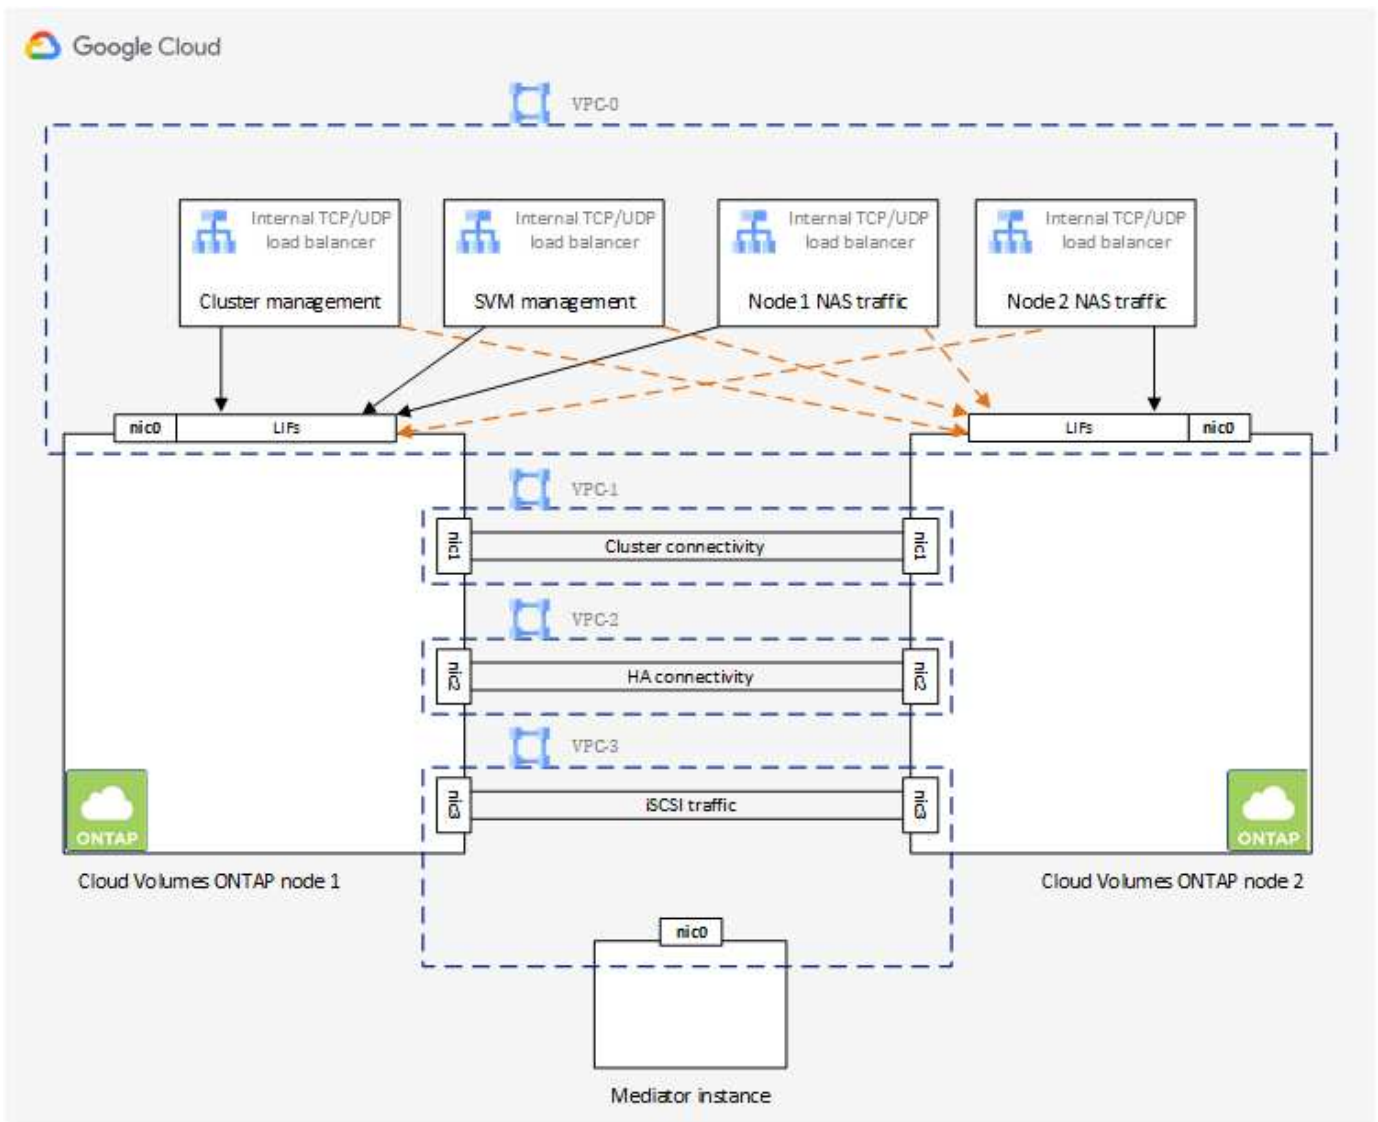 Google Cloud
VPC-0
Internal TCP/UDP
load balancer
Cluster management
Internal TCP/UDP
load balancer
SVM management
Internal TCP/UDP
load balancer
Node 1 NAS traffic
Internal TCP/UDP
load balancer
Node 2 NAS traffic
nic0
LIFs
LIFs
nic0
VPC-1
nic1
Cluster connectivity
nic1
VPC-2
nic2
HA connectivity
nic2
VPC-3
nic3
iSCSI traffic
nic3
ONTAP
ONTAP
Cloud Volumes ONTAP node 1
Cloud Volumes ONTAP node 2
nic0
Mediator instance